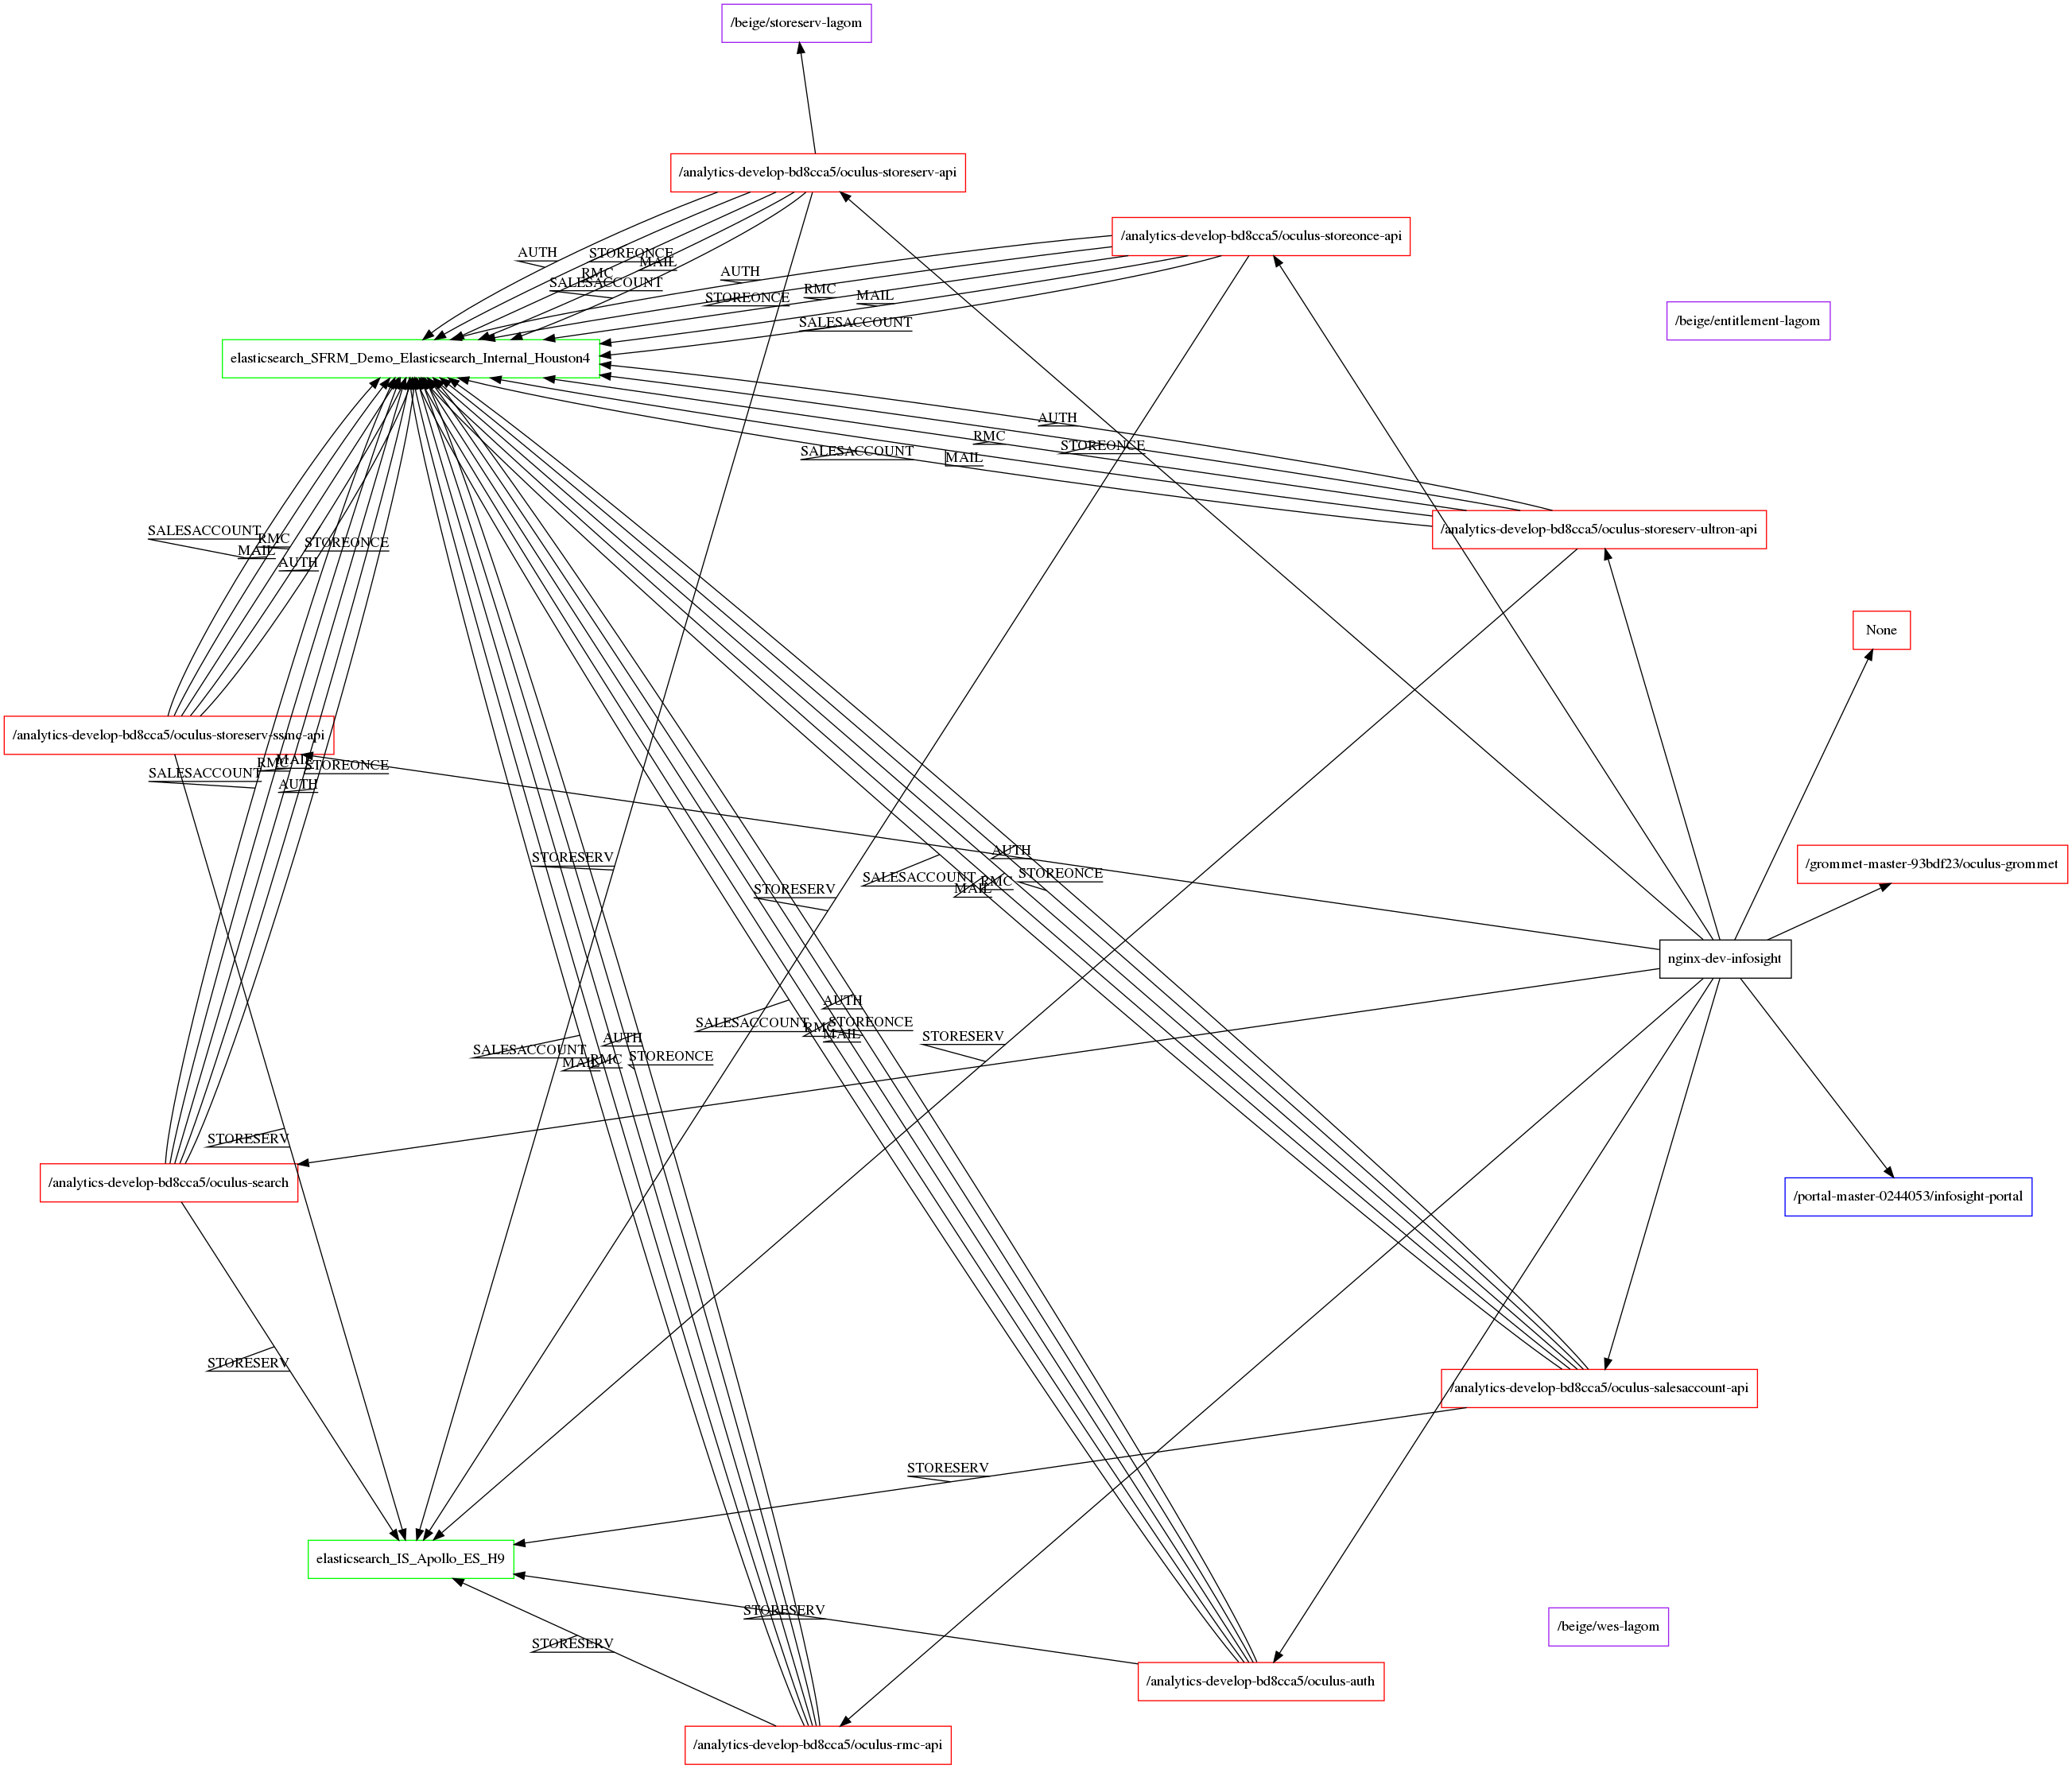 /beige/storeserv-lagom
/analytics-develop-bd8cca5/oculus-storeserv-api
/analytics-develop-bd8cca5/oculus-storeonce-api
AUTH
STOREONCE
MAIL
RMC
SALESACCOUNT
AUTH
RMC
MAIL
STOREONCE
SALESACCOUNT
/beige/entitlement-lagom
elasticsearch_SFRM_Demo_Elasticsearch_Internal_Houston4
AUTH
RMC
STOREONCE
SALESACCOUNT
MAIL
/analytics-develop-bd8cca5/oculus-storeserv-ultron-api
SALESACCOUNT
RMC
STOREONCE
MAIL
AUTH
None
/analytics-develop-bd8cca5/oculus-storeserv-ssmc-api
SALESACCOUNT
RMC
MAIL
STOREONCE
AUTH
STORESERV
STORESERV
AUTH
SALESACCOUNT
RMC
STOREONCE
MAIL
/grommet-master-93bdf23/oculus-grommet
nginx-dev-infosight
AUTH
SALESACCOUNT
RMC
STOREONCE
MAIL
STORESERV
AUTH
SALESACCOUNT
RMC
STOREONCE
MAIL
STORESERV
/analytics-develop-bd8cca5/oculus-search
/portal-master-0244053/infosight-portal
STORESERV
/analytics-develop-bd8cca5/oculus-salesaccount-api
STORESERV
elasticsearch_IS_Apollo_ES_H9
STORESERV
/beige/wes-lagom
STORESERV
/analytics-develop-bd8cca5/oculus-auth
/analytics-develop-bd8cca5/oculus-rmc-api